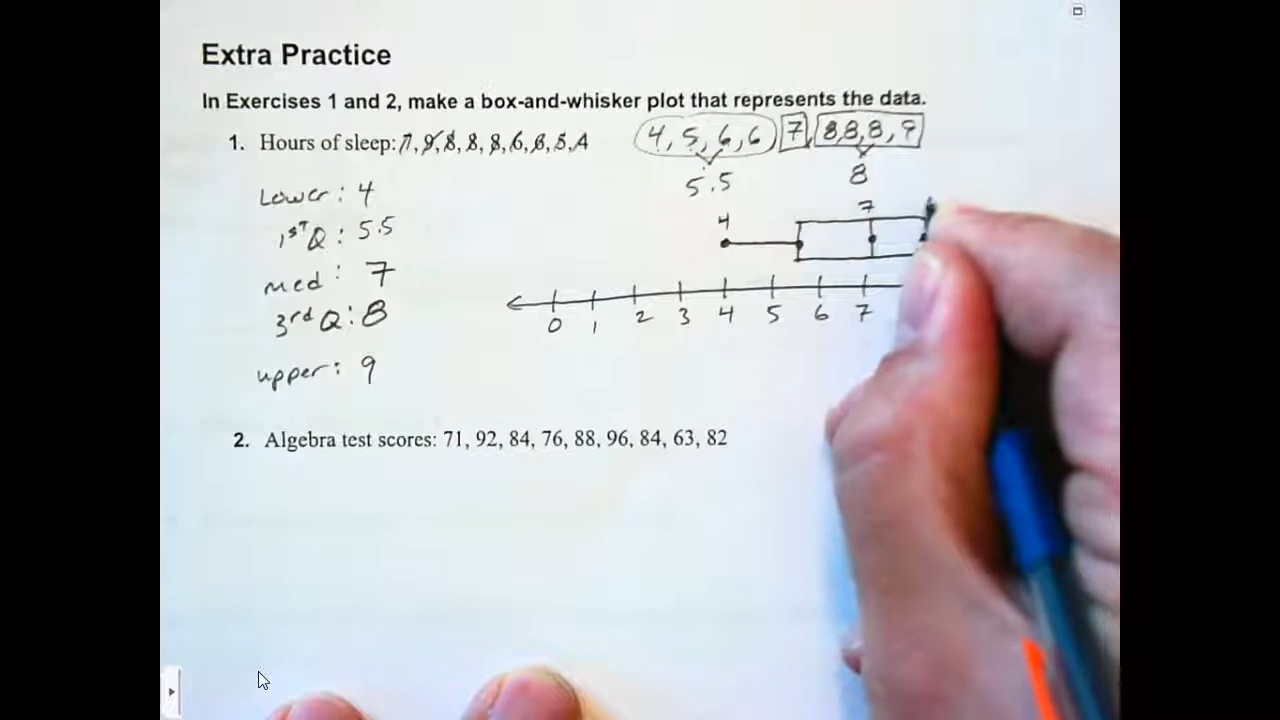 Extra Practice
In Exercises 1 and 2, make a box-and-whisker plot that represents the data.
4, 5, 6, 6 7, 8, 8, 8, 9
1. Hours of sleep: 7, 9, 8, 8, 8, 6, 6, 5, 4
5.5 8
Lower: 4
1st Q: 5.5
med: 7
3rd Q: 8
upper: 9
4 7
0 1 2 3 4 5 6 7
2. Algebra test scores: 71, 92, 84, 76, 88, 96, 84, 63, 82